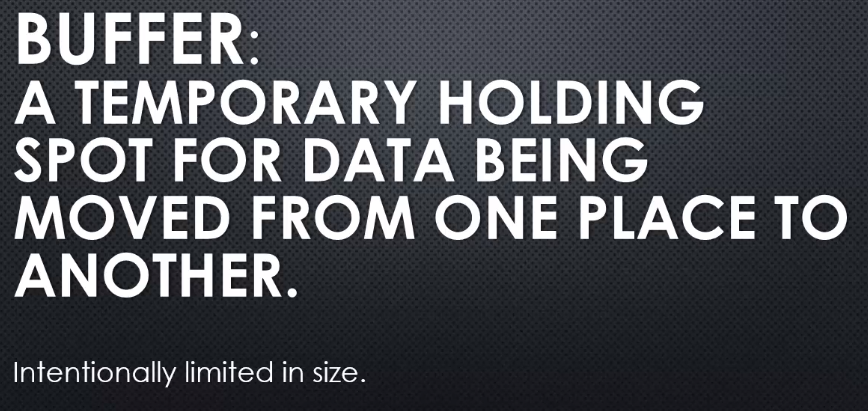 BUFFER:
A TEMPORARY HOLDING
SPOT FOR DATA BEING
MOVED FROM ONE PLACE TO
ANOTHER.
Intentionally limited in size.